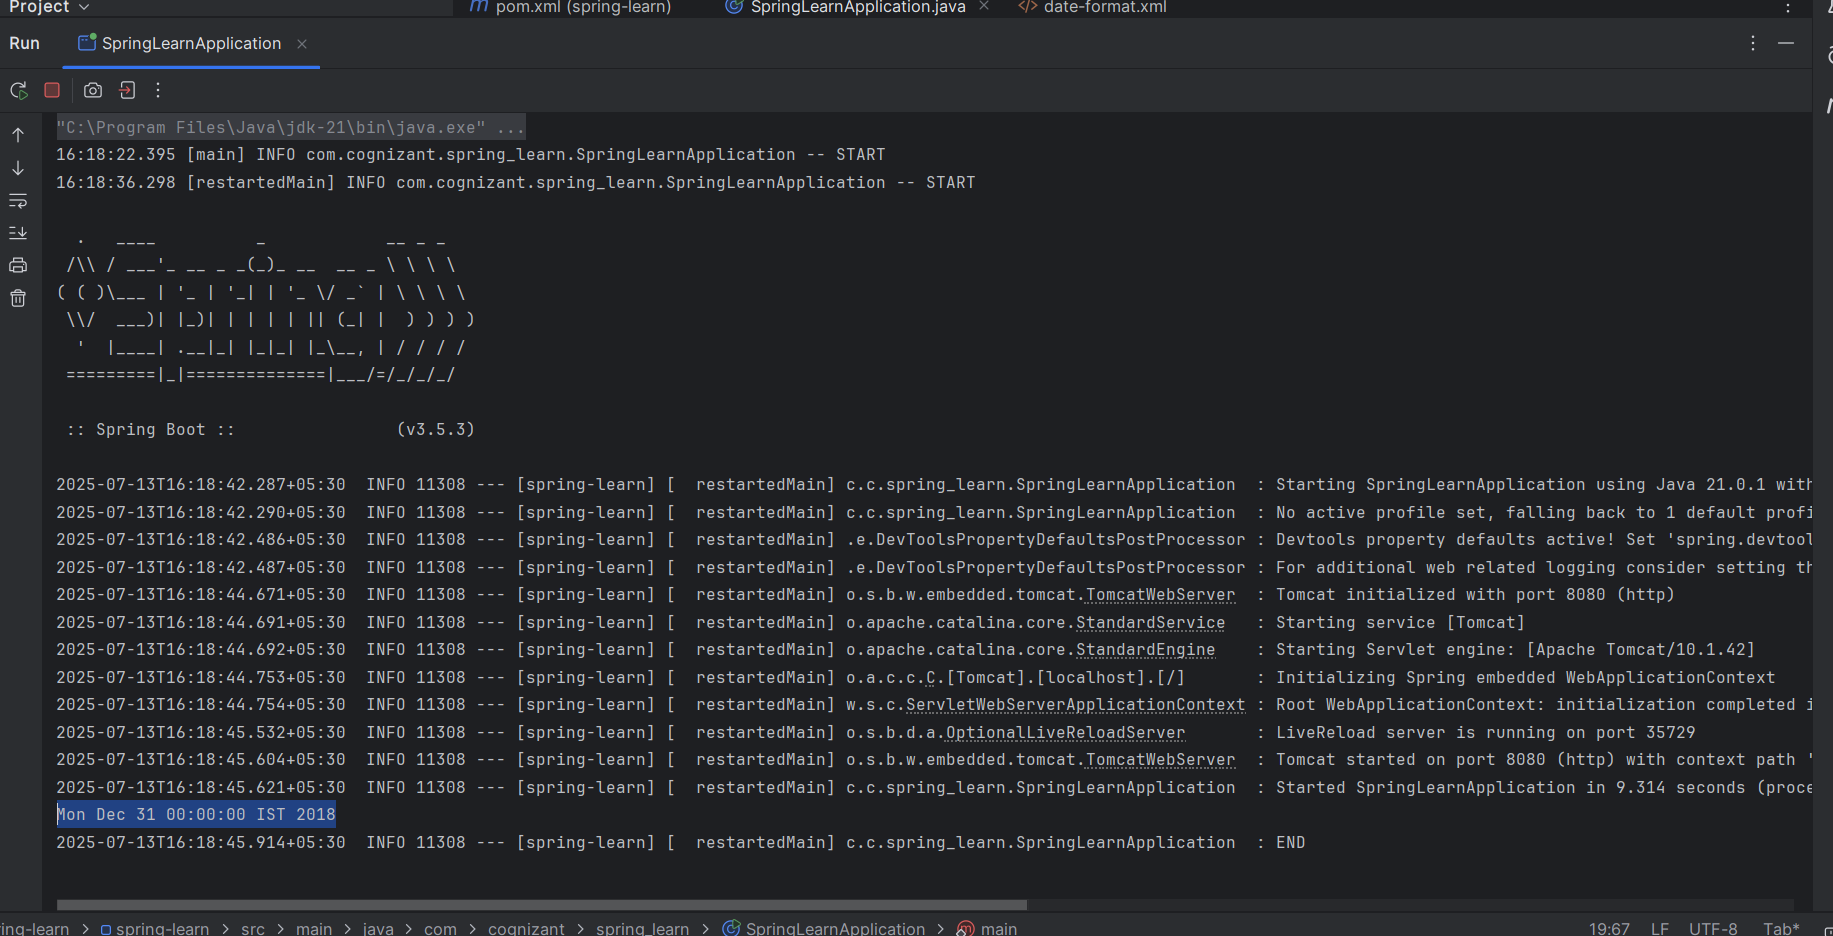 Project
pom.xml (spring-learn)
SpringLearnApplication.java
date-format.xml
Run
SpringLearnApplication
"C:\Program Files\Java\jdk-21\bin\java.exe" ...
16:18:22.395 [main] INFO com.cognizant.spring_learn.SpringLearnApplication -- START
16:18:36.298 [restartedMain] INFO com.cognizant.spring_learn.SpringLearnApplication -- START
  .   ____          _            __ _ _
 /\\ / ___'_ __ _ _(_)_ __  __ _ \ \ \ \
( ( )\___ | '_ | '_| | '_ \/ _` | \ \ \ \
 \\/  ___)| |_)| | | | | || (_| |  ) ) ) )
  '  |____| .__|_| |_|_| |_\__, | / / / /
 =========|_|==============|___/=/_/_/_/
 :: Spring Boot ::                (v3.5.3)
2025-07-13T16:18:42.287+05:30  INFO 11308 --- [spring-learn] [  restartedMain] c.c.spring_learn.SpringLearnApplication  : Starting SpringLearnApplication using Java 21.0.1 with
2025-07-13T16:18:42.290+05:30  INFO 11308 --- [spring-learn] [  restartedMain] c.c.spring_learn.SpringLearnApplication  : No active profile set, falling back to 1 default profi
2025-07-13T16:18:42.486+05:30  INFO 11308 --- [spring-learn] [  restartedMain] .e.DevToolsPropertyDefaultsPostProcessor : Devtools property defaults active! Set 'spring.devtool
2025-07-13T16:18:42.487+05:30  INFO 11308 --- [spring-learn] [  restartedMain] .e.DevToolsPropertyDefaultsPostProcessor : For additional web related logging consider setting th
2025-07-13T16:18:44.671+05:30  INFO 11308 --- [spring-learn] [  restartedMain] o.s.b.w.embedded.tomcat.TomcatWebServer  : Tomcat initialized with port 8080 (http)
2025-07-13T16:18:44.691+05:30  INFO 11308 --- [spring-learn] [  restartedMain] o.apache.catalina.core.StandardService   : Starting service [Tomcat]
2025-07-13T16:18:44.692+05:30  INFO 11308 --- [spring-learn] [  restartedMain] o.apache.catalina.core.StandardEngine    : Starting Servlet engine: [Apache Tomcat/10.1.42]
2025-07-13T16:18:44.753+05:30  INFO 11308 --- [spring-learn] [  restartedMain] o.a.c.c.C.[Tomcat].[localhost].[/]       : Initializing Spring embedded WebApplicationContext
2025-07-13T16:18:44.754+05:30  INFO 11308 --- [spring-learn] [  restartedMain] w.s.c.ServletWebServerApplicationContext : Root WebApplicationContext: initialization completed i
2025-07-13T16:18:45.532+05:30  INFO 11308 --- [spring-learn] [  restartedMain] o.s.b.d.a.OptionalLiveReloadServer       : LiveReload server is running on port 35729
2025-07-13T16:18:45.604+05:30  INFO 11308 --- [spring-learn] [  restartedMain] o.s.b.w.embedded.tomcat.TomcatWebServer  : Tomcat started on port 8080 (http) with context path '
2025-07-13T16:18:45.621+05:30  INFO 11308 --- [spring-learn] [  restartedMain] c.c.spring_learn.SpringLearnApplication  : Started SpringLearnApplication in 9.314 seconds (proce
Mon Dec 31 00:00:00 IST 2018
2025-07-13T16:18:45.914+05:30  INFO 11308 --- [spring-learn] [  restartedMain] c.c.spring_learn.SpringLearnApplication  : END
ing-learn > spring-learn > src > main > java > com > cognizant > spring_learn > SpringLearnApplication > main 19:67 LF UTF-8 Tab*